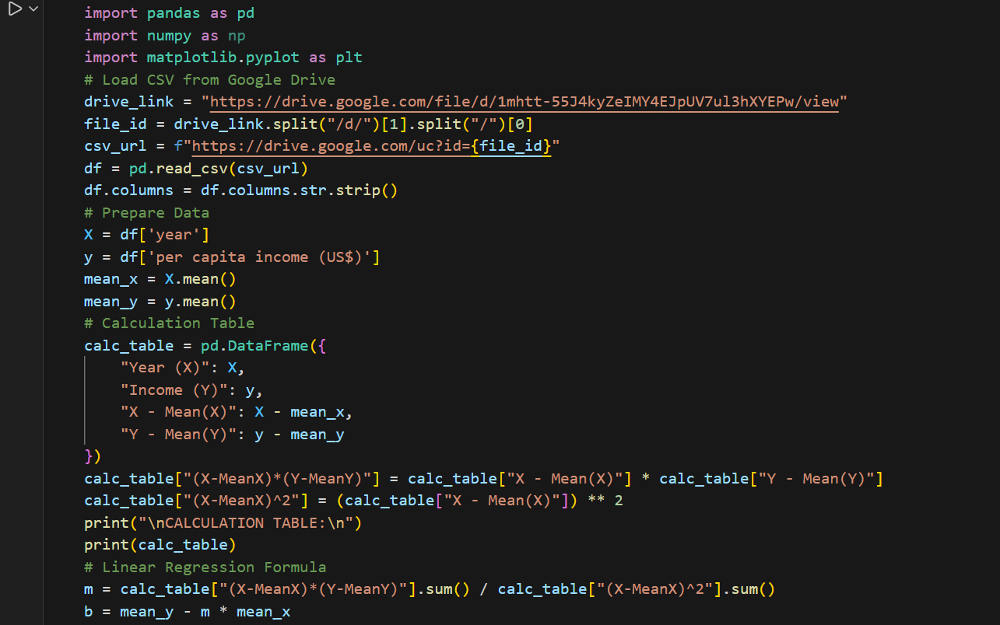 import pandas as pd
import numpy as np
import matplotlib.pyplot as plt
# Load CSV from Google Drive
drive_link = "https://drive.google.com/file/d/1mhtt-55J4kyZeIMY4EJpUV7ul3hXYEPw/view"
file_id = drive_link.split("/d/")[1].split("/")[0]
csv_url = f"https://drive.google.com/uc?id={file_id}"
df = pd.read_csv(csv_url)
df.columns = df.columns.str.strip()
# Prepare Data
X = df['year']
y = df['per capita income (US$)']
mean_x = X.mean()
mean_y = y.mean()
# Calculation Table
calc_table = pd.DataFrame({
    "Year (X)": X,
    "Income (Y)": y,
    "X - Mean(X)": X - mean_x,
    "Y - Mean(Y)": y - mean_y
})
calc_table["(X-MeanX)*(Y-MeanY)"] = calc_table["X - Mean(X)"] * calc_table["Y - Mean(Y)"]
calc_table["(X-MeanX)^2"] = (calc_table["X - Mean(X)"]) ** 2
print("\nCALCULATION TABLE:\n")
print(calc_table)
# Linear Regression Formula
m = calc_table["(X-MeanX)*(Y-MeanY)"].sum() / calc_table["(X-MeanX)^2"].sum()
b = mean_y - m * mean_x